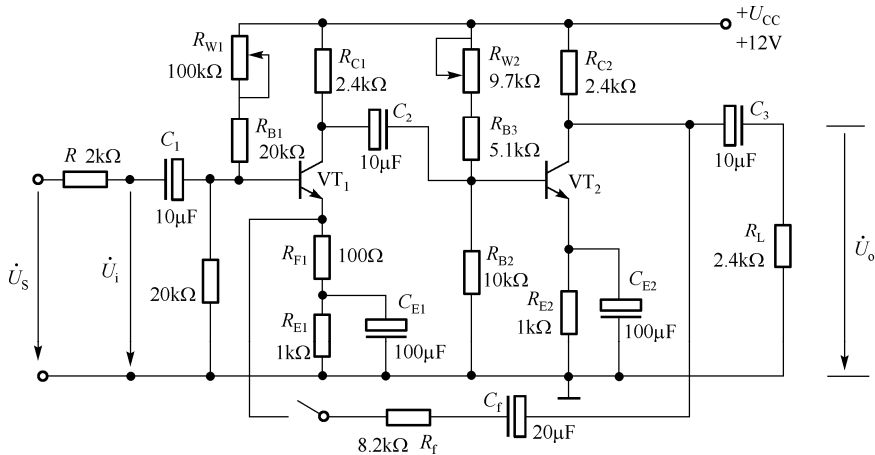 +U_CC
+12V
R_W1
100kΩ
R_C1
2.4kΩ
R_W2
9.7kΩ
R_C2
2.4kΩ
R_B1
20kΩ
C_2
10μF
R_B3
5.1kΩ
C_3
10μF
R 2kΩ
C_1
10μF
VT_1
VT_2
U̇_S
U̇_i
20kΩ
R_F1 100Ω
R_E1
1kΩ
C_E1
100μF
R_B2
10kΩ
R_E2
1kΩ
C_E2
100μF
R_L
2.4kΩ
U̇_o
8.2kΩ R_f
C_f
20μF